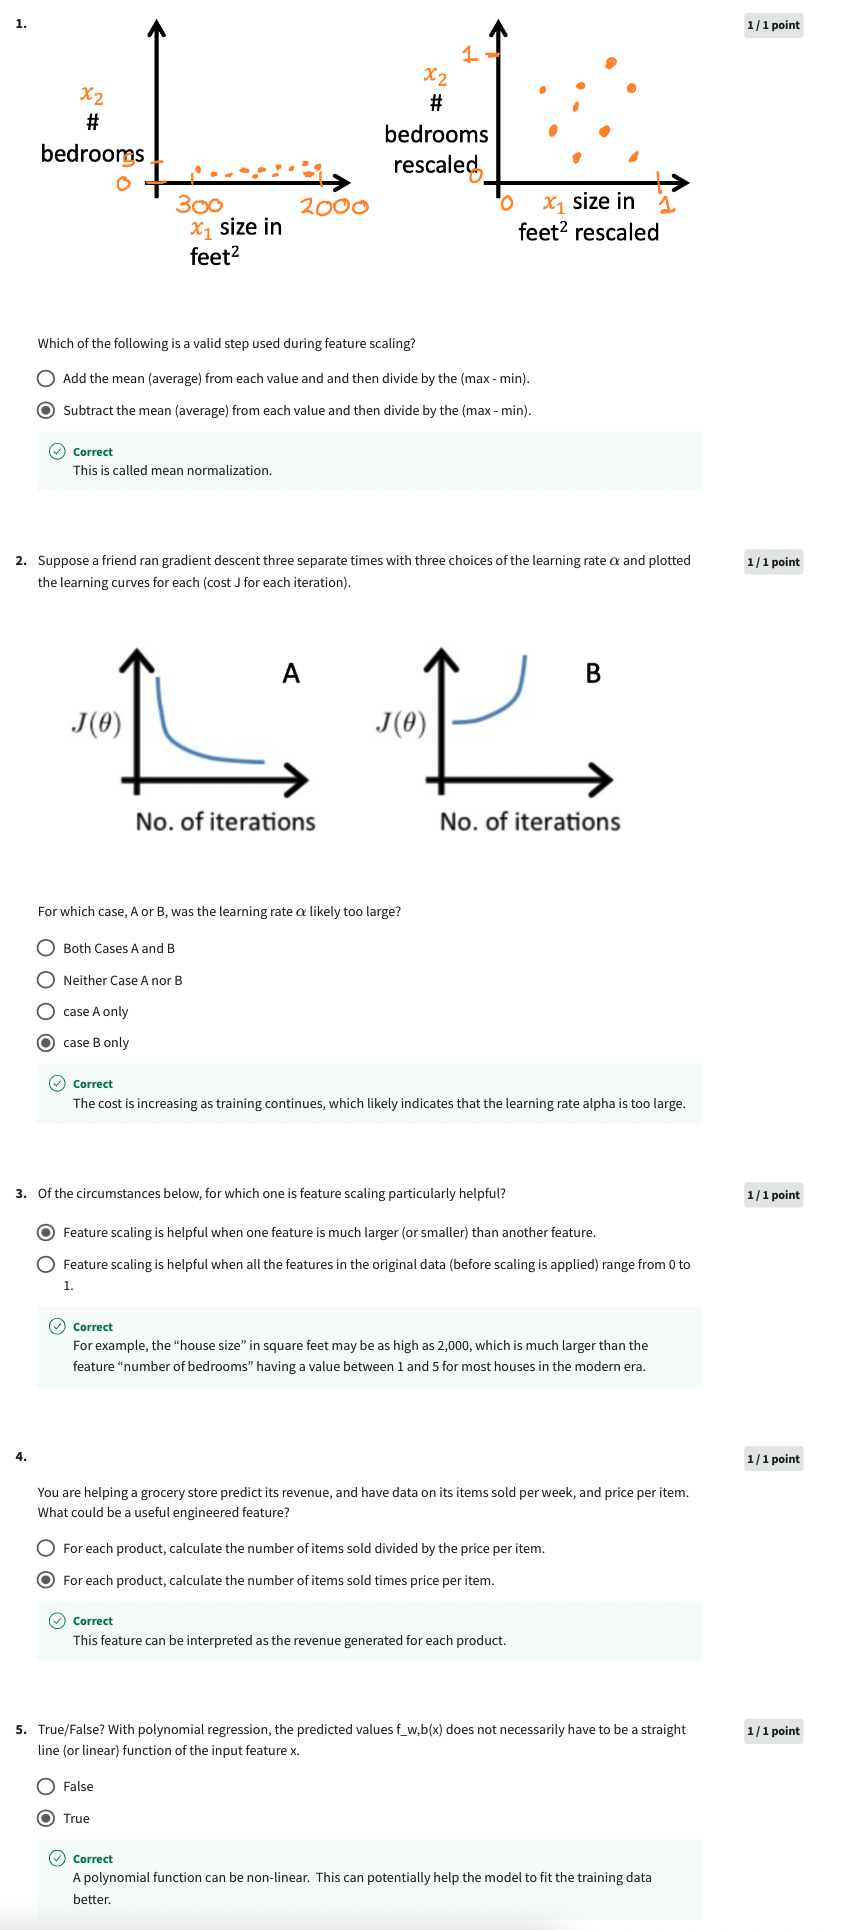 1.
1 / 1 point
x₂
#
bedrooms
5
0
300
2000
x₁ size in
feet²
1
x₂
#
bedrooms
rescaled
0
0
x₁ size in
1
feet² rescaled
Which of the following is a valid step used during feature scaling?
Add the mean (average) from each value and and then divide by the (max - min).
Subtract the mean (average) from each value and then divide by the (max - min).
Correct
This is called mean normalization.
2. Suppose a friend ran gradient descent three separate times with three choices of the learning rate α and plotted
the learning curves for each (cost J for each iteration).
1 / 1 point
A
J(θ)
No. of iterations
B
J(θ)
No. of iterations
For which case, A or B, was the learning rate α likely too large?
Both Cases A and B
Neither Case A nor B
case A only
case B only
Correct
The cost is increasing as training continues, which likely indicates that the learning rate alpha is too large.
3. Of the circumstances below, for which one is feature scaling particularly helpful?
1 / 1 point
Feature scaling is helpful when one feature is much larger (or smaller) than another feature.
Feature scaling is helpful when all the features in the original data (before scaling is applied) range from 0 to
1.
Correct
For example, the “house size” in square feet may be as high as 2,000, which is much larger than the
feature “number of bedrooms” having a value between 1 and 5 for most houses in the modern era.
4.
1 / 1 point
You are helping a grocery store predict its revenue, and have data on its items sold per week, and price per item.
What could be a useful engineered feature?
For each product, calculate the number of items sold divided by the price per item.
For each product, calculate the number of items sold times price per item.
Correct
This feature can be interpreted as the revenue generated for each product.
5. True/False? With polynomial regression, the predicted values f_w,b(x) does not necessarily have to be a straight
line (or linear) function of the input feature x.
1 / 1 point
False
True
Correct
A polynomial function can be non-linear. This can potentially help the model to fit the training data
better.